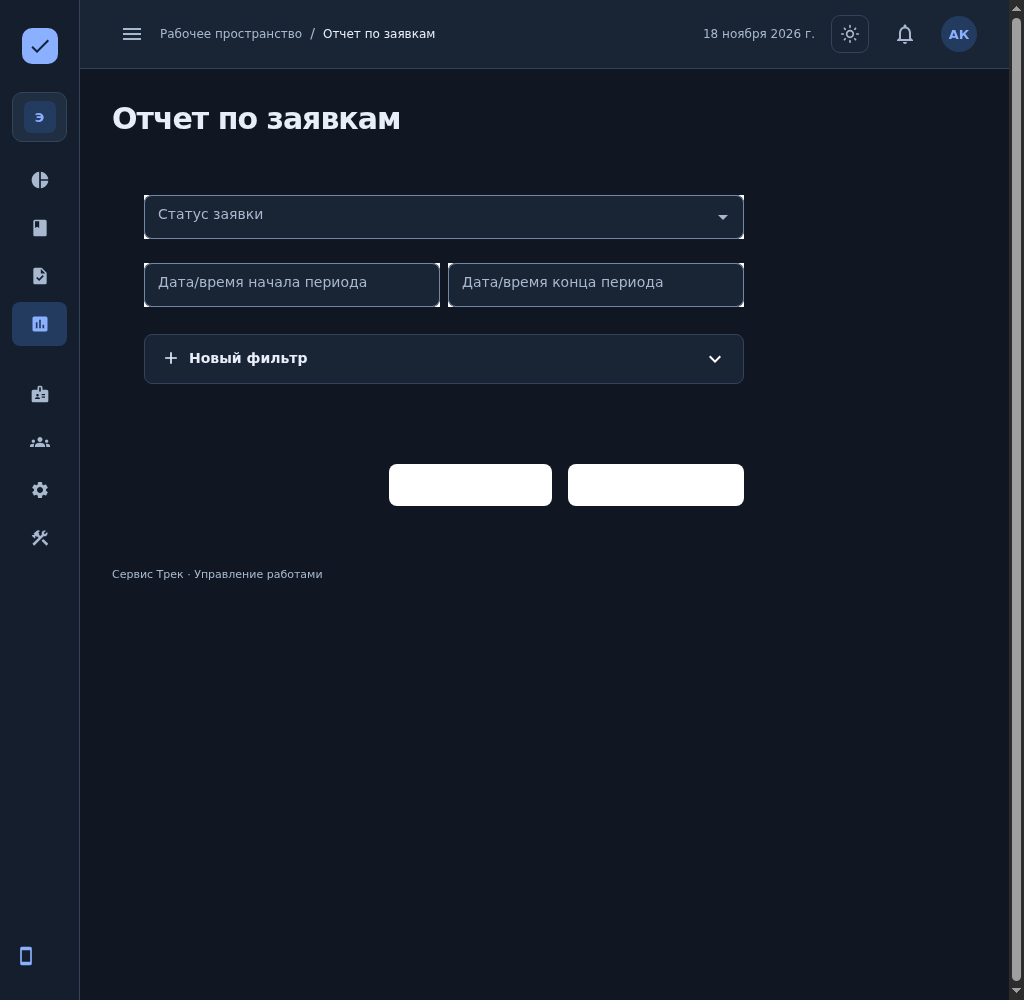 Рабочее пространство / Отчет по заявкам
18 ноября 2026 г.
АК
Э
Отчет по заявкам
Статус заявки
Дата/время начала периода
Дата/время конца периода
Новый фильтр
Сервис Трек · Управление работами